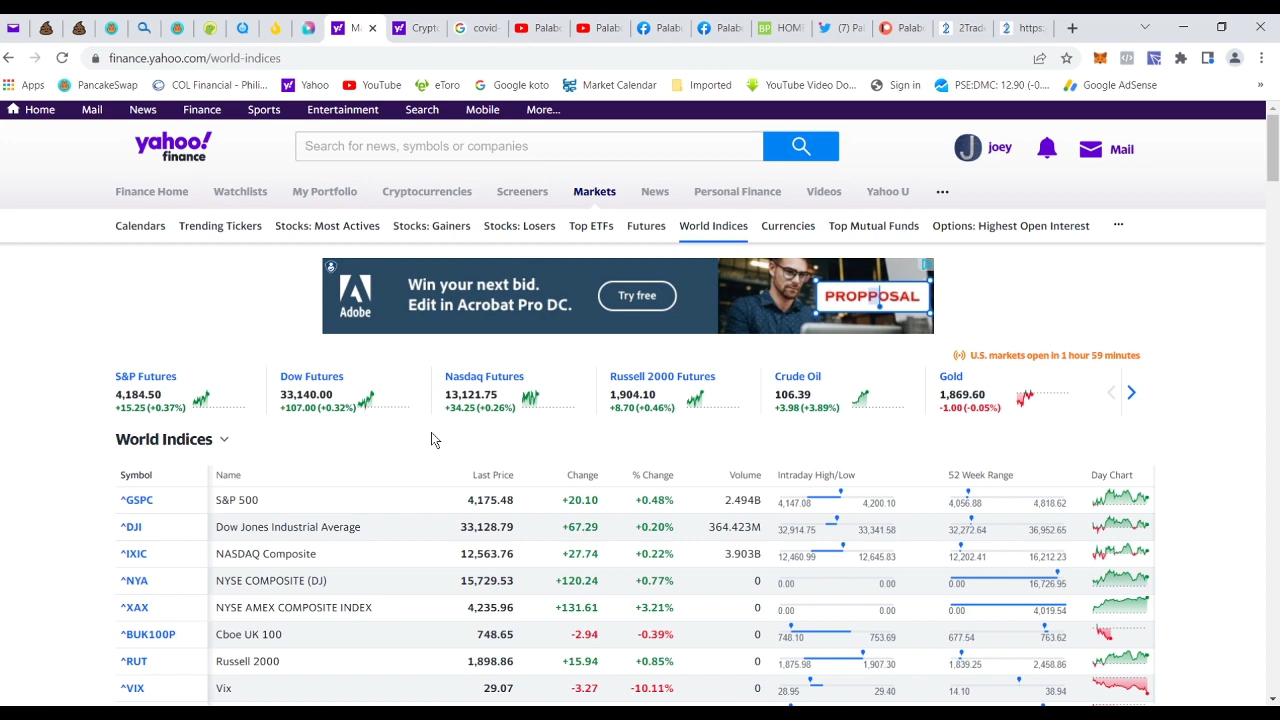 M
Crypto
covid-
Palab
Palab
Palabu
Palabu
HOME
(7) Pal
Palabu
2Tradi
https:
finance.yahoo.com/world-indices
Apps PancakeSwap COL Financial - Phili... Yahoo YouTube eToro Google koto Market Calendar Imported YouTube Video Do... Sign in PSE:DMC: 12.90 (-0.... Google AdSense »
Home Mail News Finance Sports Entertainment Search Mobile More...
yahoo!
finance
Search for news, symbols or companies
joey
Mail
Finance Home Watchlists My Portfolio Cryptocurrencies Screeners Markets News Personal Finance Videos Yahoo U
Calendars Trending Tickers Stocks: Most Actives Stocks: Gainers Stocks: Losers Top ETFs Futures World Indices Currencies Top Mutual Funds Options: Highest Open Interest
Adobe
Win your next bid.
Edit in Acrobat Pro DC.
Try free
PROPPOSAL
U.S. markets open in 1 hour 59 minutes
S&P Futures
4,184.50
+15.25 (+0.37%)
Dow Futures
33,140.00
+107.00 (+0.32%)
Nasdaq Futures
13,121.75
+34.25 (+0.26%)
Russell 2000 Futures
1,904.10
+8.70 (+0.46%)
Crude Oil
106.39
+3.98 (+3.89%)
Gold
1,869.60
-1.00 (-0.05%)
World Indices
Symbol Name Last Price Change % Change Volume Intraday High/Low 52 Week Range Day Chart
^GSPC S&P 500 4,175.48 +20.10 +0.48% 2.494B 4,147.08 4,200.10 4,056.88 4,818.62
^DJI Dow Jones Industrial Average 33,128.79 +67.29 +0.20% 364.423M 32,914.75 33,341.58 32,272.64 36,952.65
^IXIC NASDAQ Composite 12,563.76 +27.74 +0.22% 3.903B 12,460.99 12,645.83 12,202.41 16,212.23
^NYA NYSE COMPOSITE (DJ) 15,729.53 +120.24 +0.77% 0 0.00 0.00 0.00 16,726.95
^XAX NYSE AMEX COMPOSITE INDEX 4,235.96 +131.61 +3.21% 0 0.00 0.00 0.00 4,019.54
^BUK100P Cboe UK 100 748.65 -2.94 -0.39% 0 748.10 753.69 677.54 763.62
^RUT Russell 2000 1,898.86 +15.94 +0.85% 0 1,875.98 1,907.30 1,839.25 2,458.86
^VIX Vix 29.07 -3.27 -10.11% 0 28.95 29.40 14.10 38.94